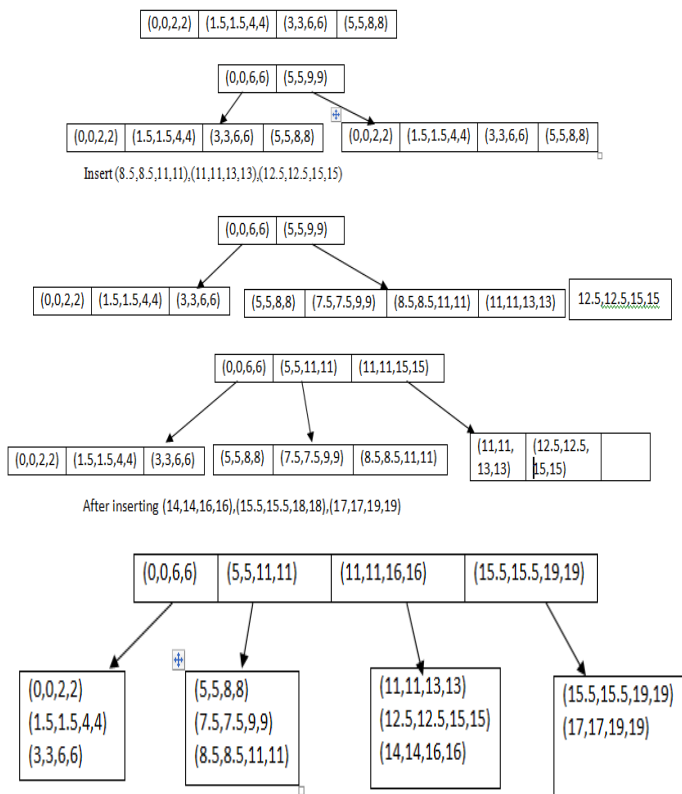 (0,0,2,2) (1.5,1.5,4,4) (3,3,6,6) (5,5,8,8)
(0,0,6,6) (5,5,9,9)
(0,0,2,2) (1.5,1.5,4,4) (3,3,6,6) (5,5,8,8) (0,0,2,2) (1.5,1.5,4,4) (3,3,6,6) (5,5,8,8)
Insert (8.5,8.5,11,11),(11,11,13,13),(12.5,12.5,15,15)
(0,0,6,6) (5,5,9,9)
(0,0,2,2) (1.5,1.5,4,4) (3,3,6,6) (5,5,8,8) (7.5,7.5,9,9) (8.5,8.5,11,11) (11,11,13,13) 12.5,12.5,15,15
(0,0,6,6) (5,5,11,11) (11,11,15,15)
(0,0,2,2) (1.5,1.5,4,4) (3,3,6,6) (5,5,8,8) (7.5,7.5,9,9) (8.5,8.5,11,11)
(11,11,
13,13)
(12.5,12.5,
15,15)
After inserting (14,14,16,16),(15.5,15.5,18,18),(17,17,19,19)
(0,0,6,6) (5,5,11,11) (11,11,16,16) (15.5,15.5,19,19)
(0,0,2,2)
(1.5,1.5,4,4)
(3,3,6,6)
(5,5,8,8)
(7.5,7.5,9,9)
(8.5,8.5,11,11)
(11,11,13,13)
(12.5,12.5,15,15)
(14,14,16,16)
(15.5,15.5,19,19)
(17,17,19,19)